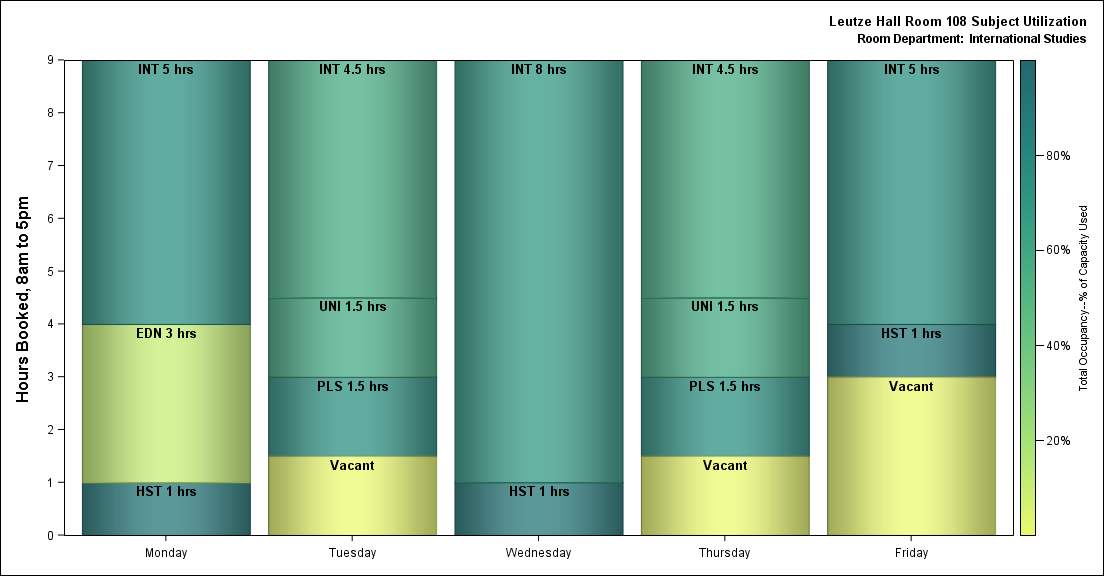 Leutze Hall Room 108 Subject Utilization
Room Department: International Studies
Hours Booked, 8am to 5pm
9
8
7
6
5
4
3
2
1
0
INT 5 hrs
EDN 3 hrs
HST 1 hrs
INT 4.5 hrs
UNI 1.5 hrs
PLS 1.5 hrs
Vacant
INT 8 hrs
HST 1 hrs
INT 4.5 hrs
UNI 1.5 hrs
PLS 1.5 hrs
Vacant
INT 5 hrs
HST 1 hrs
Vacant
Monday
Tuesday
Wednesday
Thursday
Friday
80%
60%
40%
20%
Total Occupancy--% of Capacity Used